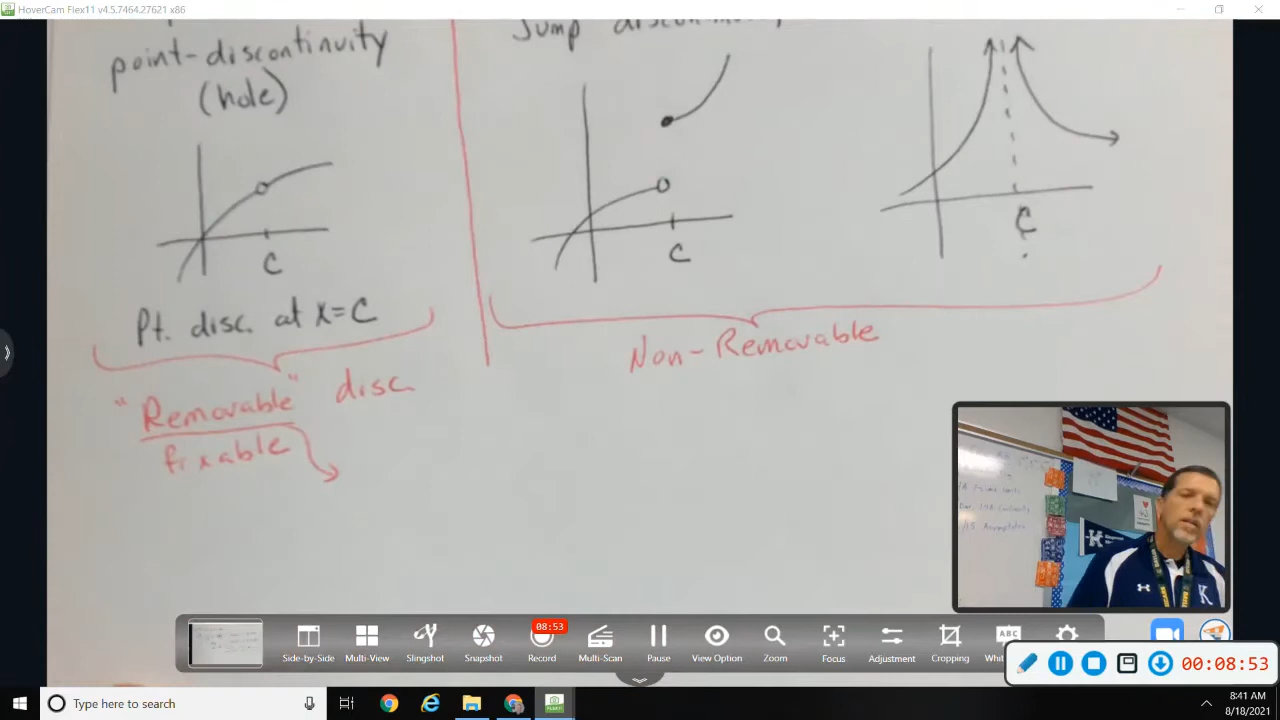 HoverCam Flex11 v4.5.7464.27621 x86
point-discontinuity
(hole)
C
Pt. disc. at x=C
"Removable" disc.
fixable
Jump
C
C
Non-Removable
K
08:53
Side-by-Side
Multi-View
Slingshot
Snapshot
Record
Multi-Scan
Pause
View Option
Zoom
Focus
Adjustment
Cropping
ABC
Whit
00:08:53
Type here to search
8:41 AM
8/18/2021